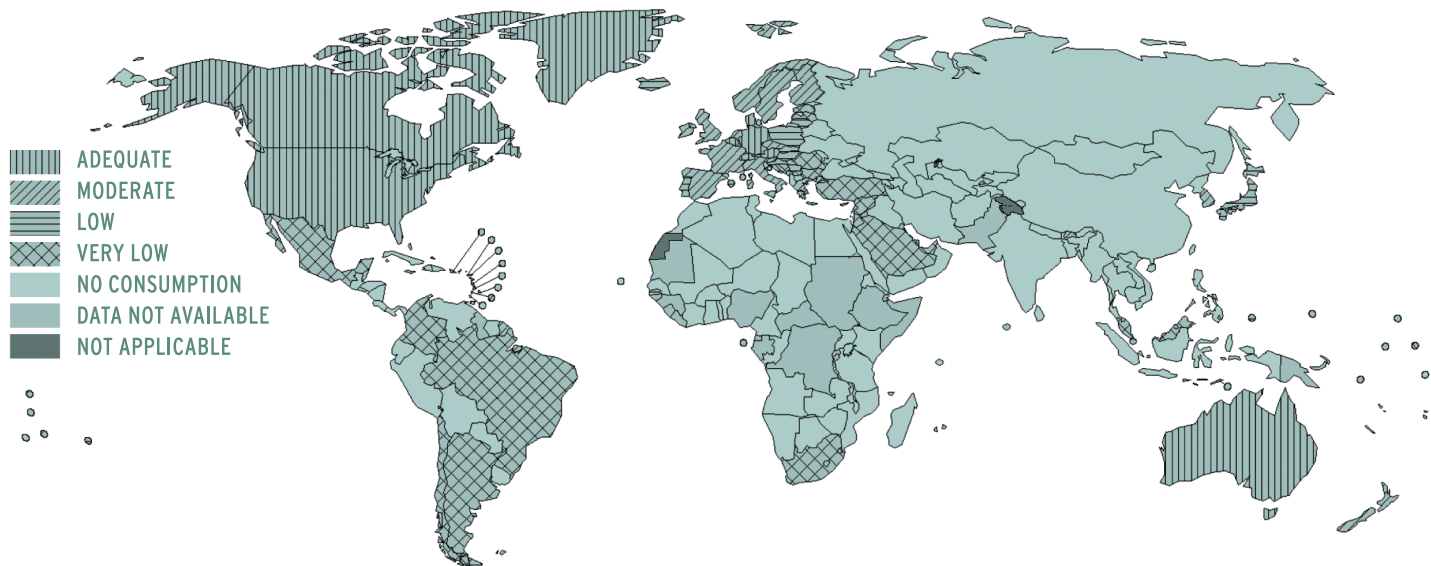 ADEQUATE
MODERATE
LOW
VERY LOW
NO CONSUMPTION
DATA NOT AVAILABLE
NOT APPLICABLE